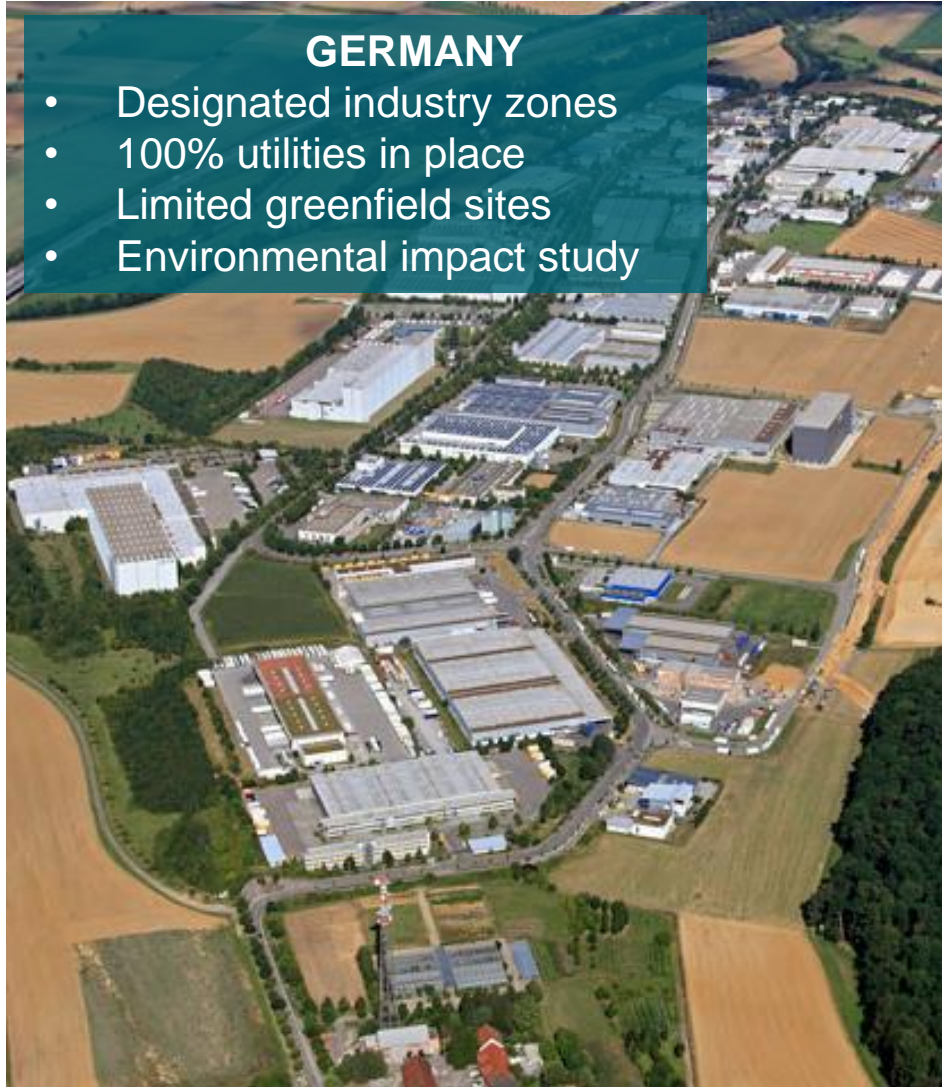 GERMANY
• Designated industry zones
• 100% utilities in place
• Limited greenfield sites
• Environmental impact study